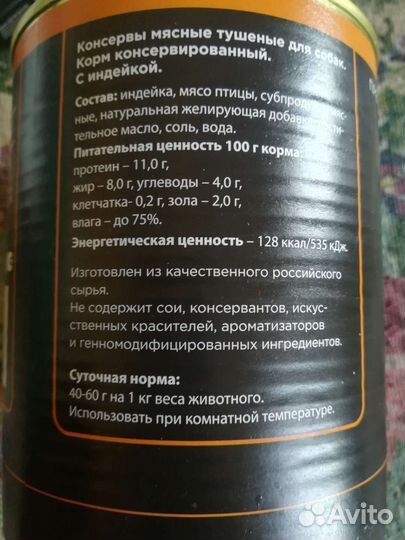 Консервы мясные тушеные для собак.
Корм консервированный.
С индейкой.
Состав: индейка, мясо птицы,
ные, натуральная желирующая
тельное масло, соль, вода.
Питательная ценность 100 г корма:
протеин – 11,0 г,
жир – 8,0 г, углеводы – 4,0 г,
клетчатка- 0,2 г, зола – 2,0 г,
влага – до 75%.
Энергетическая ценность – 128 ккал/535 кДж.
Изготовлен из качественного российского
сырья.
Не содержит сои, консервантов, искус-
ственных красителей, ароматизаторов
и генномодифицированных ингредиентов.
Суточная норма:
40-60 г на 1 кг веса животного.
Использовать при комнатной температуре.
Avito